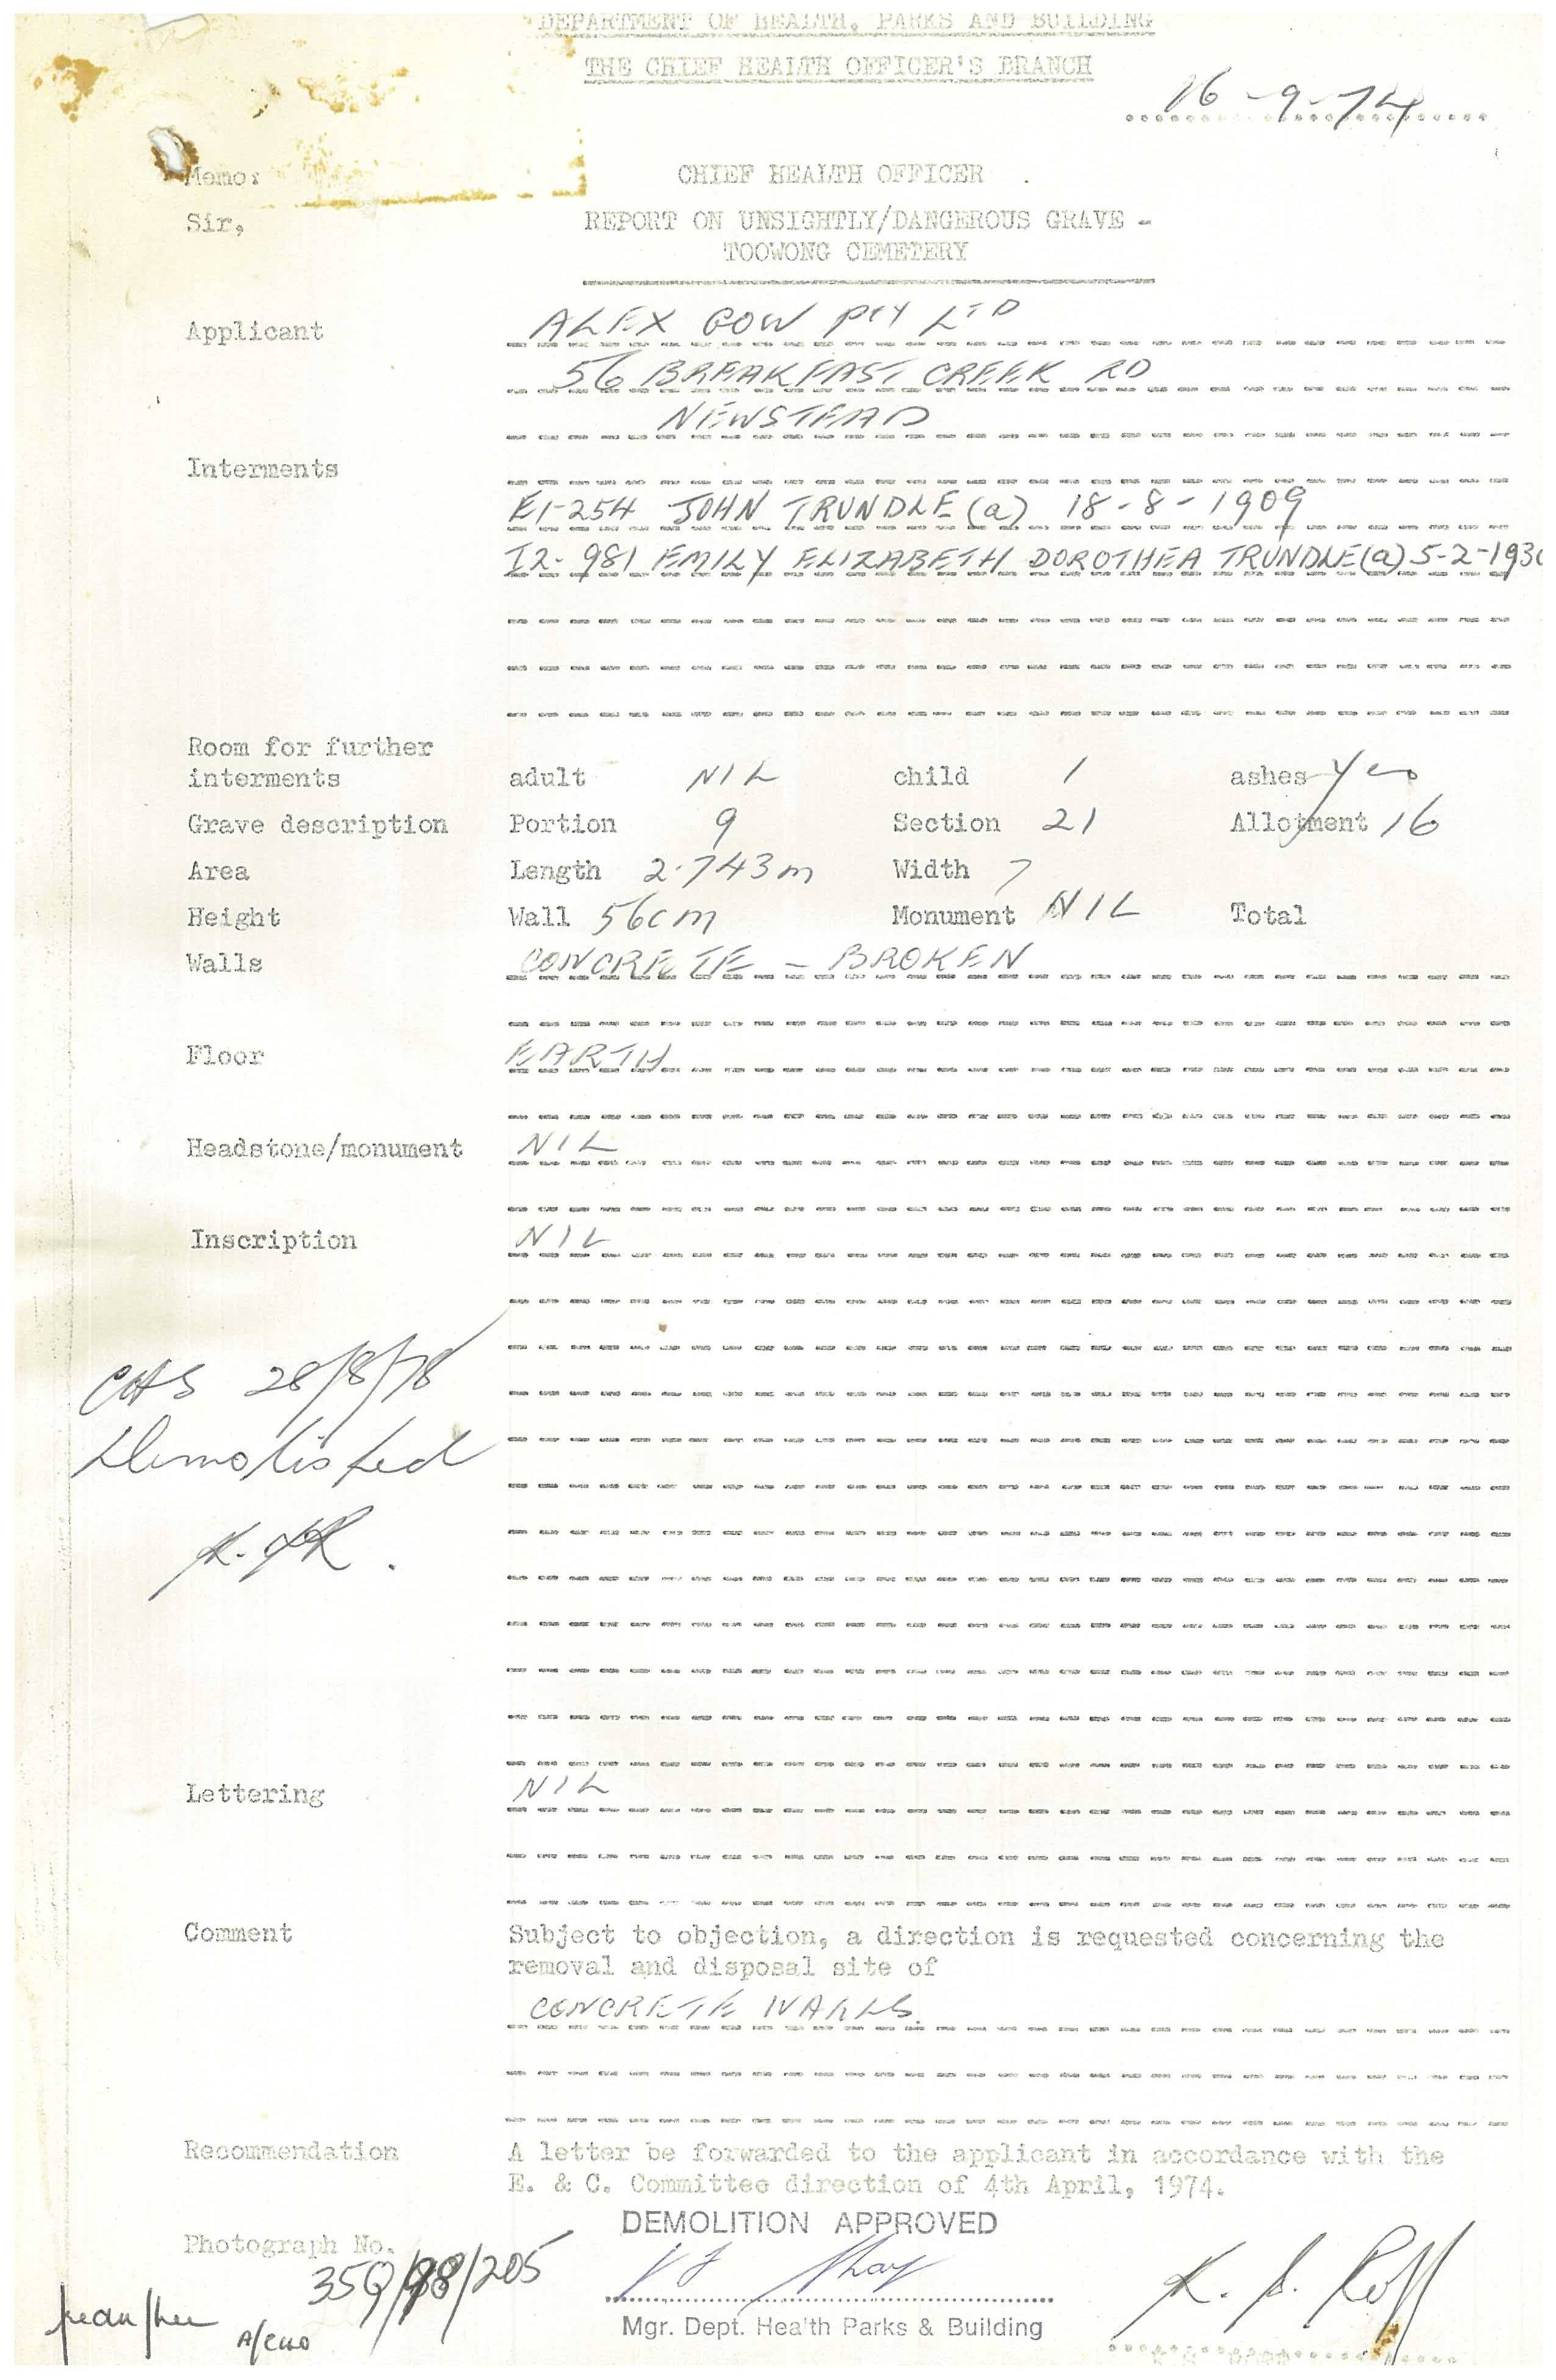 DEPARTMENT OF HEALTH, PARKS AND BUILDING
THE CHIEF HEALTH OFFICER'S BRANCH
16-9-74
Memo: CHIEF HEALTH OFFICER
Sir, REPORT ON UNSIGHTLY/DANGEROUS GRAVE -
TOOWONG CEMETERY
Applicant ALEX GOW PTY LTD
56 BREAKFAST CREEK RD
NEWSTEAD
Interments
E1-254 JOHN TRUNDLE (a) 18-8-1909
I2-981 EMILY ELIZABETH DOROTHEA TRUNDLE (a) 5-2-193
Room for further
interments adult NIL child 1 ashes Yes
Grave description Portion 9 Section 21 Allotment 16
Area Length 2.743m Width 7
Height Wall 56cm Monument NIL Total
Walls CONCRETE - BROKEN
Floor EARTH
Headstone/monument NIL
Inscription NIL
CHS 28/8/78
Demolished
Lettering NIL
Comment Subject to objection, a direction is requested concerning the
removal and disposal site of
CONCRETE WALLS.
Recommendation A letter be forwarded to the applicant in accordance with the
E. & C. Committee direction of 4th April, 1974.
DEMOLITION APPROVED
Photograph No.
/205
Mgr. Dept. Health Parks & Building
A/CHO